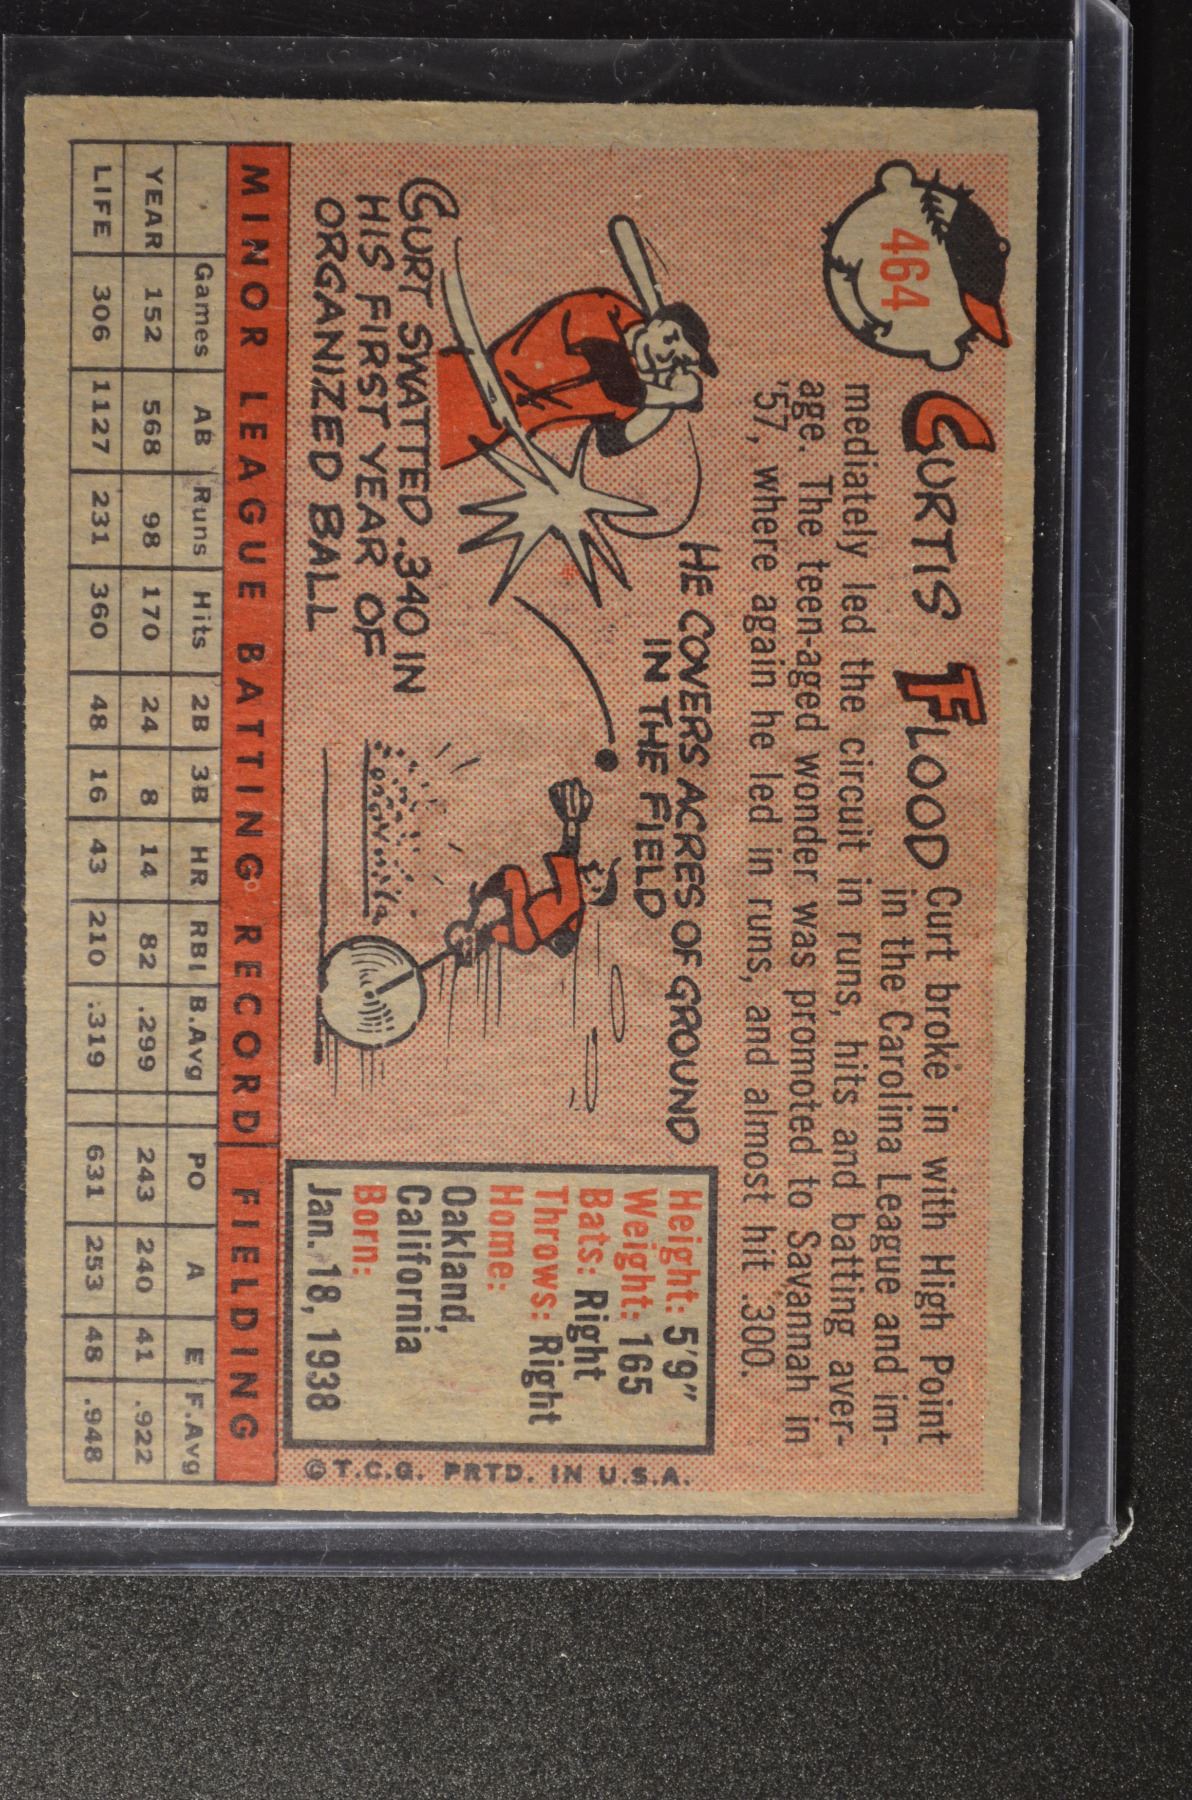 464
CURTIS FLOOD
Curt broke in with High Point
in the Carolina League and im-
mediately led the circuit in runs, hits and batting aver-
age. The teen-aged wonder was promoted to Savannah in
'57, where again he led in runs, and almost hit .300.
HE COVERS ACRES OF GROUND
IN THE FIELD
CURT SWATTED .340 IN
HIS FIRST YEAR OF
ORGANIZED BALL
Height: 5'9"
Weight: 165
Bats: Right
Throws: Right
Home:
Oakland,
California
Born:
Jan. 18, 1938
© T.C.G. PRTD. IN U.S.A.
MINOR LEAGUE BATTING RECORD FIELDING
Games AB Runs Hits 2B 3B HR RBI B.Avg PO A E F.Avg
YEAR 152 568 98 170 24 8 14 82 .299 243 240 41 .922
LIFE 306 1127 231 360 48 16 43 210 .319 631 253 48 .948